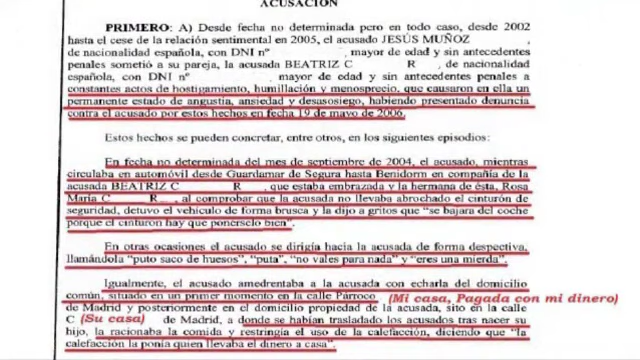 ACUSACIÓN
PRIMERO: A) Desde fecha no determinada pero en todo caso, desde 2002
hasta el cese de la relación sentimental en 2005, el acusado JESÚS MUÑOZ ,
de nacionalidad española, con DNI nº , mayor de edad y sin antecedentes
penales sometió a su pareja, la acusada BEATRIZ C R , de nacionalidad
española, con DNI nº , mayor de edad y sin antecedentes penales a
constantes actos de hostigamiento, humillación y menosprecio, que causaron en ella un
permanente estado de angustia, ansiedad y desasosiego, habiendo presentado denuncia
contra el acusado por estos hechos en fecha 19 de mayo de 2006.
Estos hechos se pueden concretar, entre otros, en los siguientes episodios:
En fecha no determinada del mes de septiembre de 2004, el acusado, mientras
circulaba en automóvil desde Guardamar de Segura hasta Benidorm en compañía de la
acusada BEATRIZ C R , que estaba embrazada y la hermana de ésta, Rosa
María C R , al comprobar que la acusada no llevaba abrochado el cinturón de
seguridad, detuvo el vehículo de forma brusca y la dijo a gritos que “se bajara del coche
porque el cinturon hay que ponerselo bien”.
En otras ocasiones el acusado se dirigía hacia la acusada de forma despectiva,
llamándola “puto saco de huesos”, “puta”, “no vales para nada” y “eres una mierda”.
Igualmente, el acusado amedrentaba a la acusada con echarla del domicilio
común, situado en un primer momento en la calle Párroco (Mi casa, Pagada con mi dinero)
de Madrid y posteriormente en el domicilio propiedad de la acusada, sito en la calle
C (Su casa) de Madrid, a donde se habían trasladado los acusados tras nacer su
hijo, la racionaba la comida y restringía el uso de la calefacción, diciendo que “la
calefacción la ponía quien llevaba el dinero a casa”.